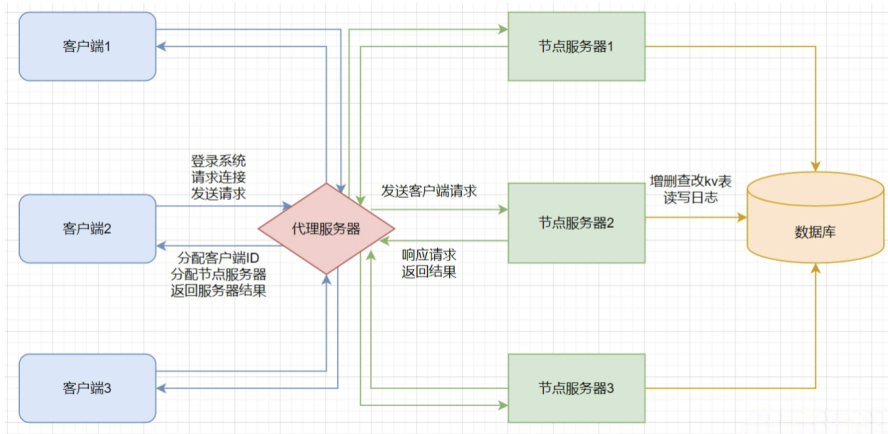 客户端1
节点服务器1
登录系统
请求连接
发送请求
发送客户端请求
增删查改kv表
读写日志
客户端2
代理服务器
节点服务器2
数据库
分配客户端ID
分配节点服务器
返回服务器结果
响应请求
返回结果
客户端3
节点服务器3